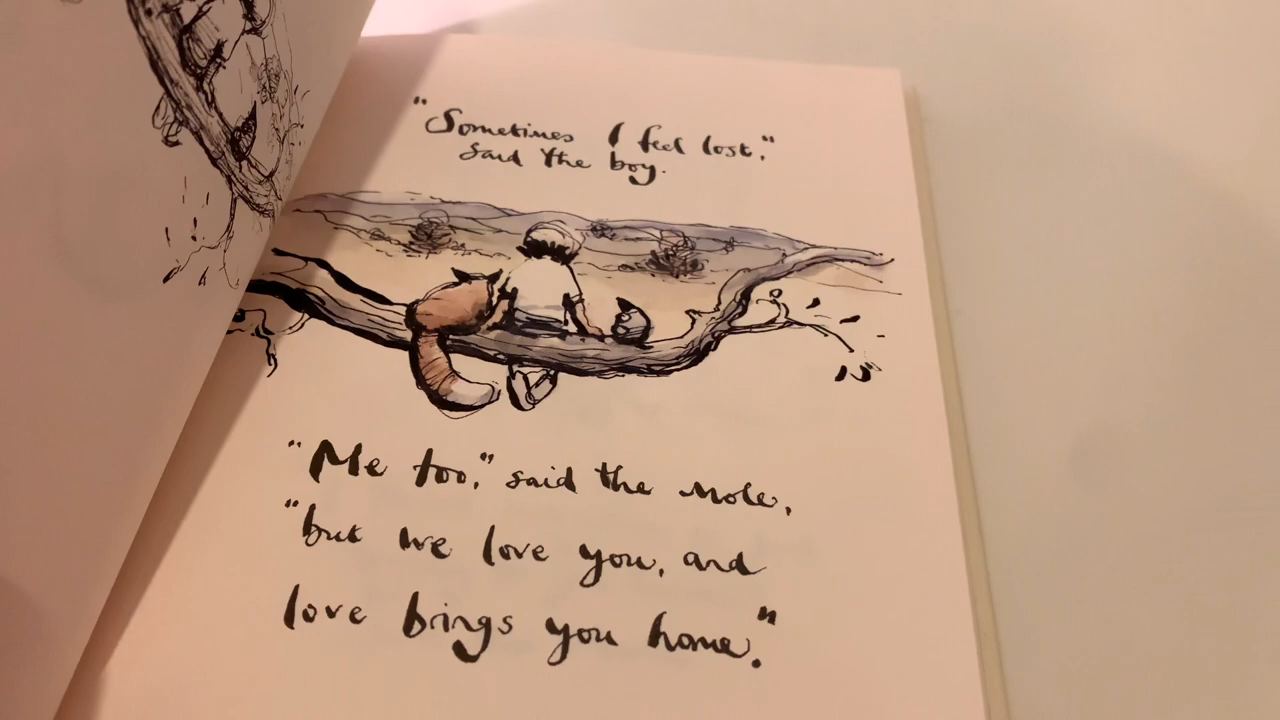 "Sometimes I feel lost,"
said the boy.
"Me too," said the mole,
"but we love you, and
love brings you home."